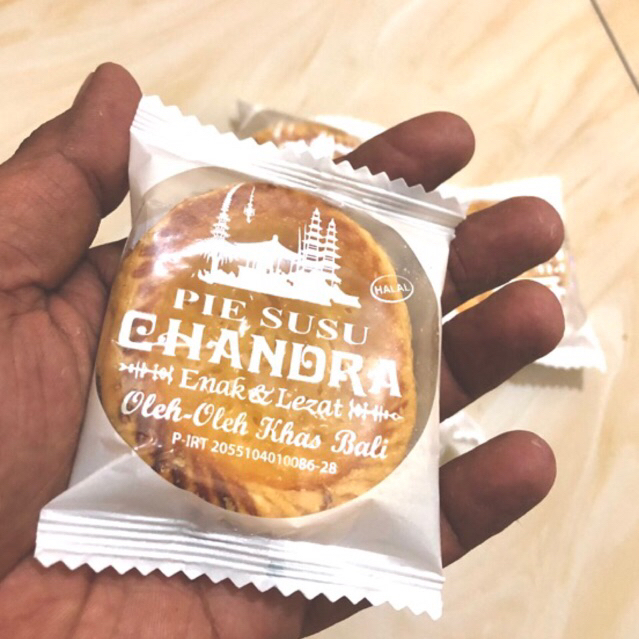 HALAL
PIE SUSU
CHANDRA
Enak & Lezat
Oleh-Oleh Khas Bali
P-IRT 2055104010086-28